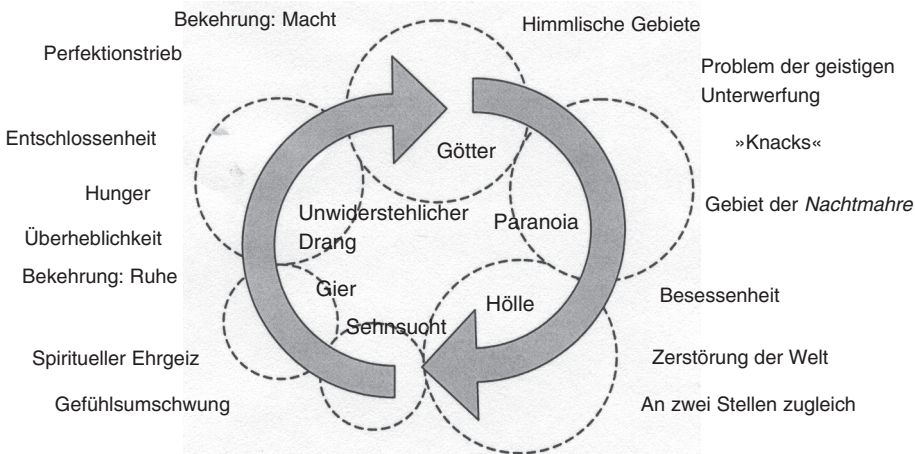 Bekehrung: Macht
Himmlische Gebiete
Perfektionstrieb
Problem der geistigen
Unterwerfung
Entschlossenheit
»Knacks«
Götter
Hunger
Gebiet der Nachtmahre
Unwiderstehlicher
Drang
Paranoia
Überheblichkeit
Bekehrung: Ruhe
Gier
Hölle
Besessenheit
Sehnsucht
Spiritueller Ehrgeiz
Zerstörung der Welt
Gefühlsumschwung
An zwei Stellen zugleich